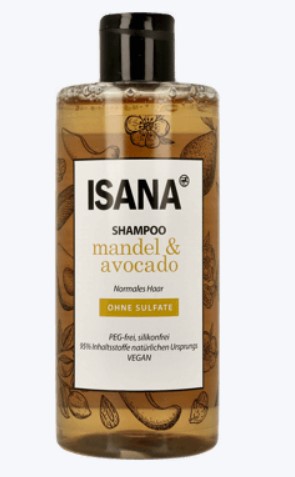 ISANA
SHAMPOO
mandel &
avocado
Normales Haar
OHNE SULFATE
PEG-frei, silikonfrei
95% Inhaltsstoffe natürlichen Ursprungs
VEGAN